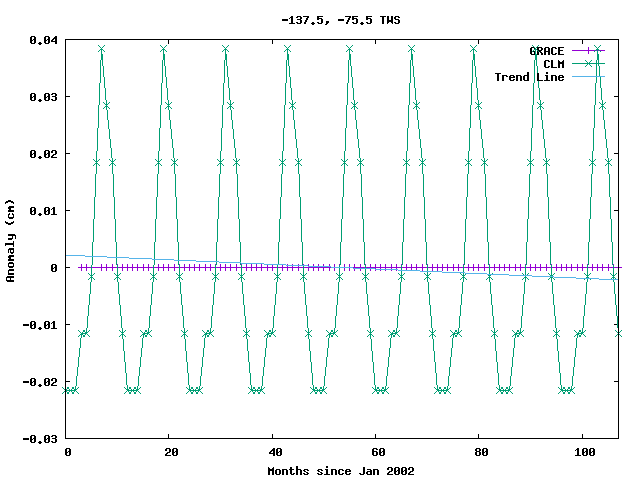 -137.5, -75.5 TWS
0.04
0.03
0.02
0.01
0
-0.01
-0.02
-0.03
0 20 40 60 80 100
Anomaly (cm)
Months since Jan 2002
GRACE
CLM
Trend Line